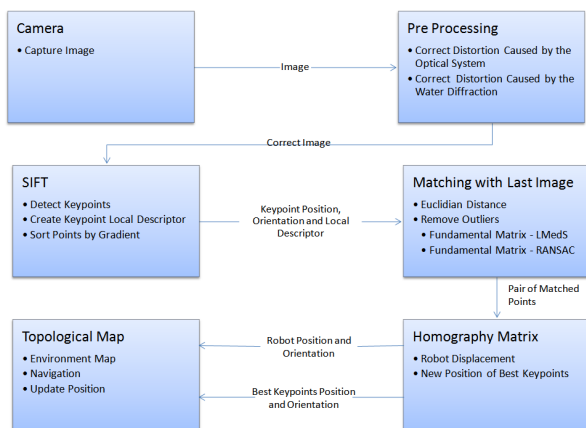 Camera
• Capture Image
Image
Pre Processing
• Correct Distortion Caused by the
Optical System
• Correct Distortion Caused by the
Water Diffraction
Correct Image
SIFT
• Detect Keypoints
• Create Keypoint Local Descriptor
• Sort Points by Gradient
Keypoint Position,
Orientation and Local
Descriptor
Matching with Last Image
• Euclidian Distance
• Remove Outliers
• Fundamental Matrix - LMedS
• Fundamental Matrix - RANSAC
Pair of Matched
Points
Topological Map
• Environment Map
• Navigation
• Update Position
Robot Position and
Orientation
Best Keypoints Position
and Orientation
Homography Matrix
• Robot Displacement
• New Position of Best Keypoints